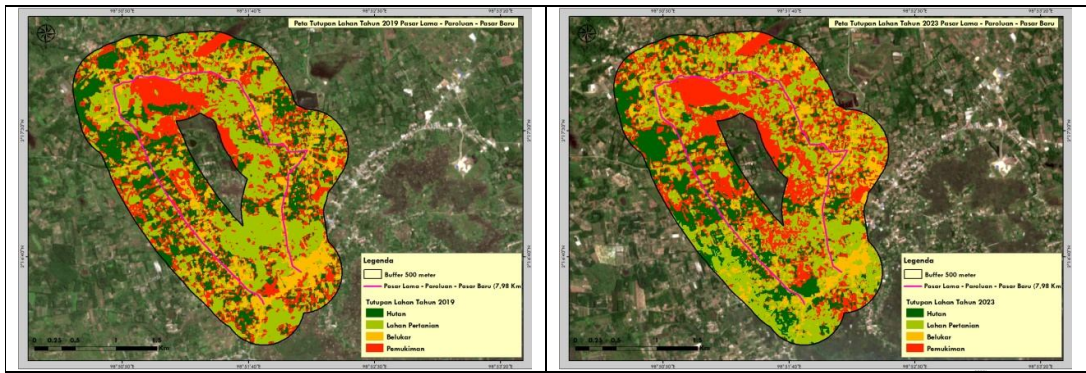 Peta Tutupan Lahan Tahun 2019 Pasar Lama - Paraluan - Pasar Baru
Legenda
Buffer 500 meter
Pasar Lama - Paraluan - Pasar Baru (7,98 Km
Tutupan Lahan Tahun 2019
Hutan
Lahan Pertanian
Belukar
Pemukiman
Km
Peta Tutupan Lahan Tahun 2023 Pasar Lama - Paraluan - Pasar Baru
Legenda
Buffer 500 meter
Pasar Lama - Paraluan - Pasar Baru (7,98 Km
Tutupan Lahan Tahun 2023
Hutan
Lahan Pertanian
Belukar
Pemukiman
Km